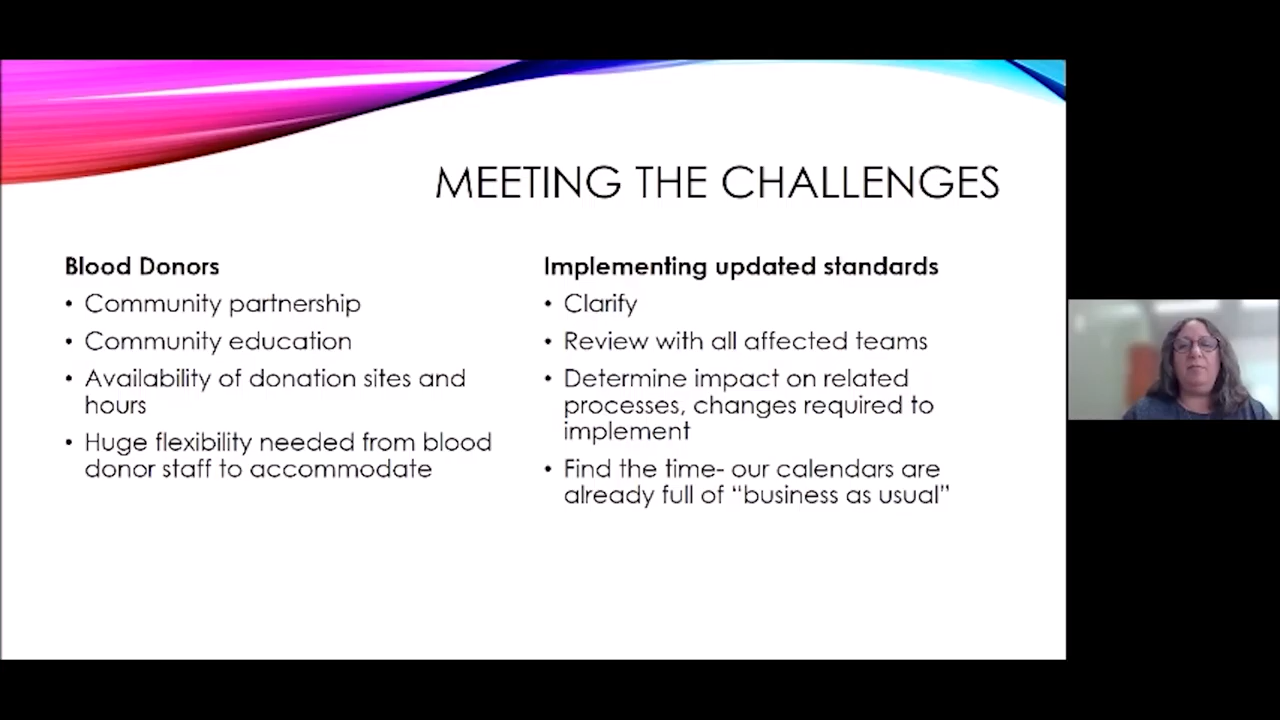 MEETING THE CHALLENGES
Blood Donors
• Community partnership
• Community education
• Availability of donation sites and
hours
• Huge flexibility needed from blood
donor staff to accommodate
Implementing updated standards
• Clarify
• Review with all affected teams
• Determine impact on related
processes, changes required to
implement
• Find the time- our calendars are
already full of “business as usual”